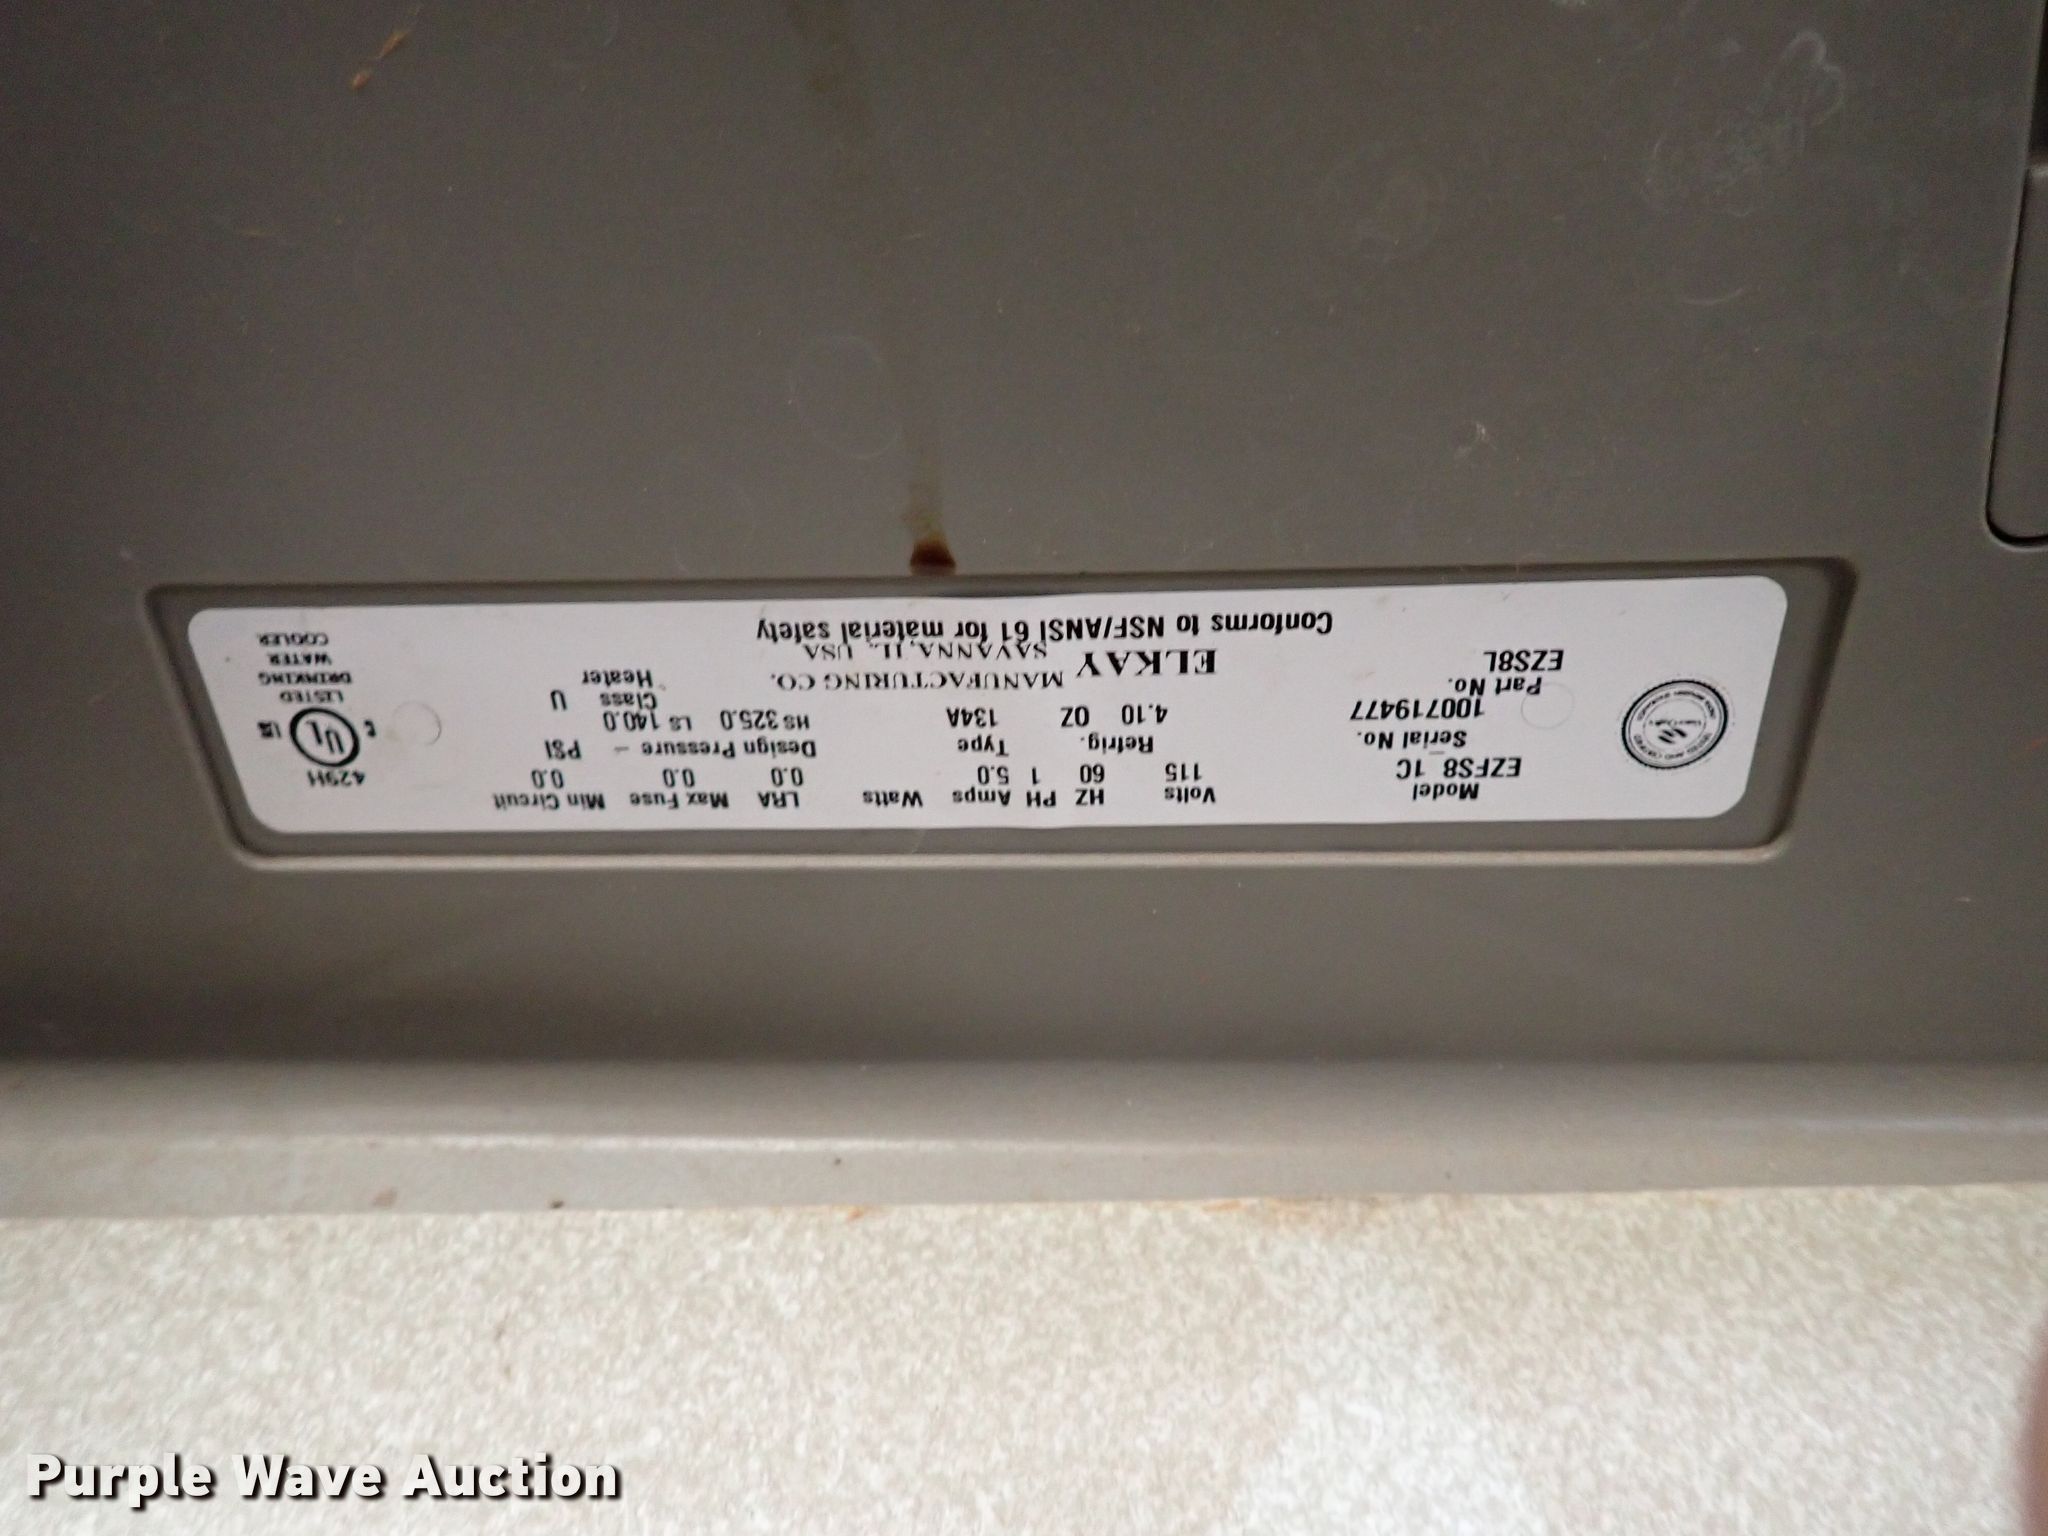 Model
EZFS8_1C
Serial No.
100719477
Part No.
EZS8L
Volts HZ PH Amps Watts LRA Max Fuse Min Circuit
115 60 1 5.0 0.0 0.0 0.0
Refrig. Type Design Pressure - PSI
4.10 OZ 134A HS 325.0 LS 140.0
Class U
Heater
ELKAY MANUFACTURING CO.
SAVANNA, IL., USA
Conforms to NSF/ANSI 61 for material safety
429H
C UL US
LISTED
DRINKING
WATER
COOLER
Purple Wave Auction